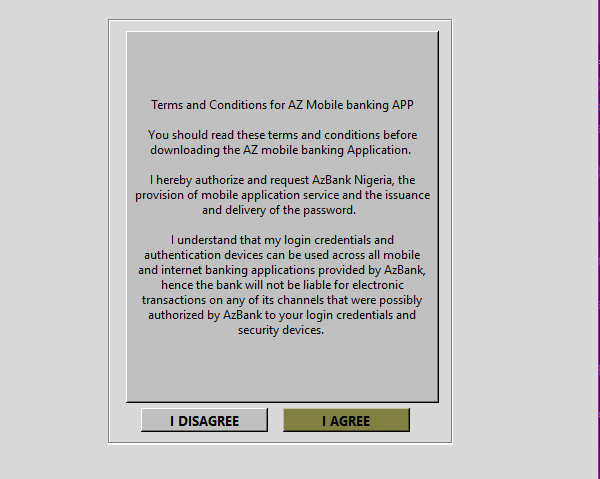 Terms and Conditions for AZ Mobile banking APP
You should read these terms and conditions before
downloading the AZ mobile banking Application.
I hereby authorize and request AzBank Nigeria, the
provision of mobile application service and the issuance
and delivery of the password.
I understand that my login credentials and
authentication devices can be used across all mobile
and internet banking applications provided by AzBank,
hence the bank will not be liable for electronic
transactions on any of its channels that were possibly
authorized by AzBank to your login credentials and
security devices.
I DISAGREE
I AGREE